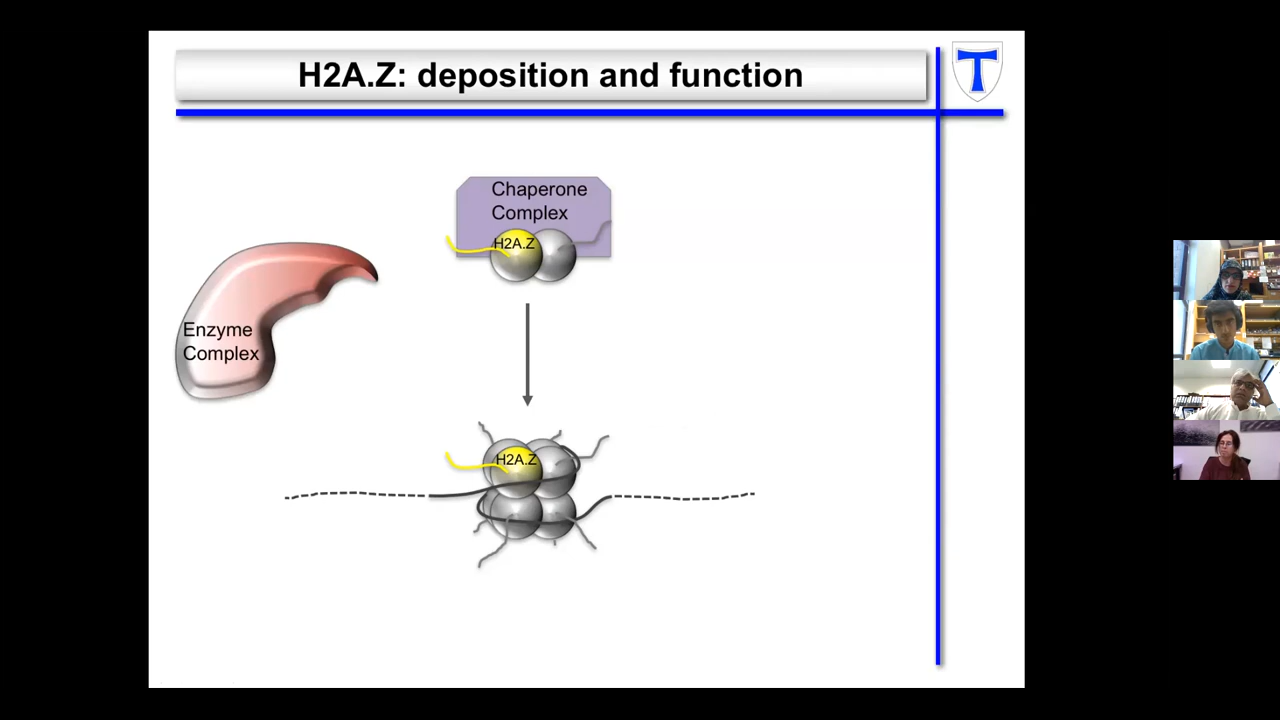 H2A.Z: deposition and function
Chaperone
Complex
H2A.Z
Enzyme
Complex
H2A.Z
T